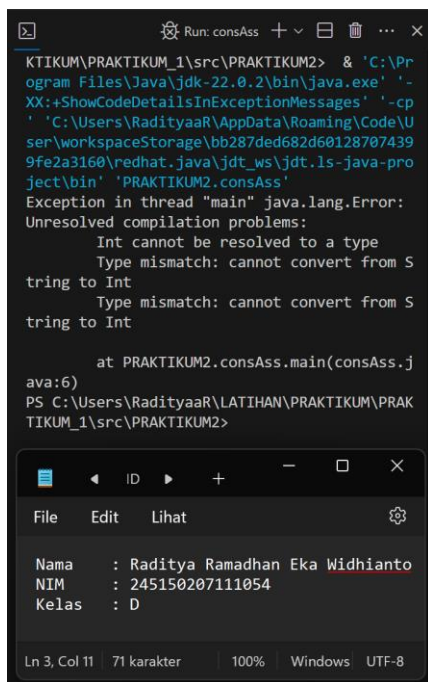 Run: consAss
KTIKUM\PRAKTIKUM_1\src\PRAKTIKUM2> & 'C:\Pr
ogram Files\Java\jdk-22.0.2\bin\java.exe' '-
XX:+ShowCodeDetailsInExceptionMessages' '-cp
' 'C:\Users\RadityaaR\AppData\Roaming\Code\U
ser\workspaceStorage\bb287ded682d60128707439
9fe2a3160\redhat.java\jdt_ws\jdt.ls-java-pro
ject\bin' 'PRAKTIKUM2.consAss'
Exception in thread "main" java.lang.Error:
Unresolved compilation problems:
Int cannot be resolved to a type
Type mismatch: cannot convert from S
tring to Int
Type mismatch: cannot convert from S
tring to Int
at PRAKTIKUM2.consAss.main(consAss.j
ava:6)
PS C:\Users\RadityaaR\LATIHAN\PRAKTIKUM\PRAK
TIKUM_1\src\PRAKTIKUM2>
ID
File Edit Lihat
Nama : Raditya Ramadhan Eka Widhianto
NIM : 245150207111054
Kelas : D
Ln 3, Col 11 71 karakter 100% Windows UTF-8